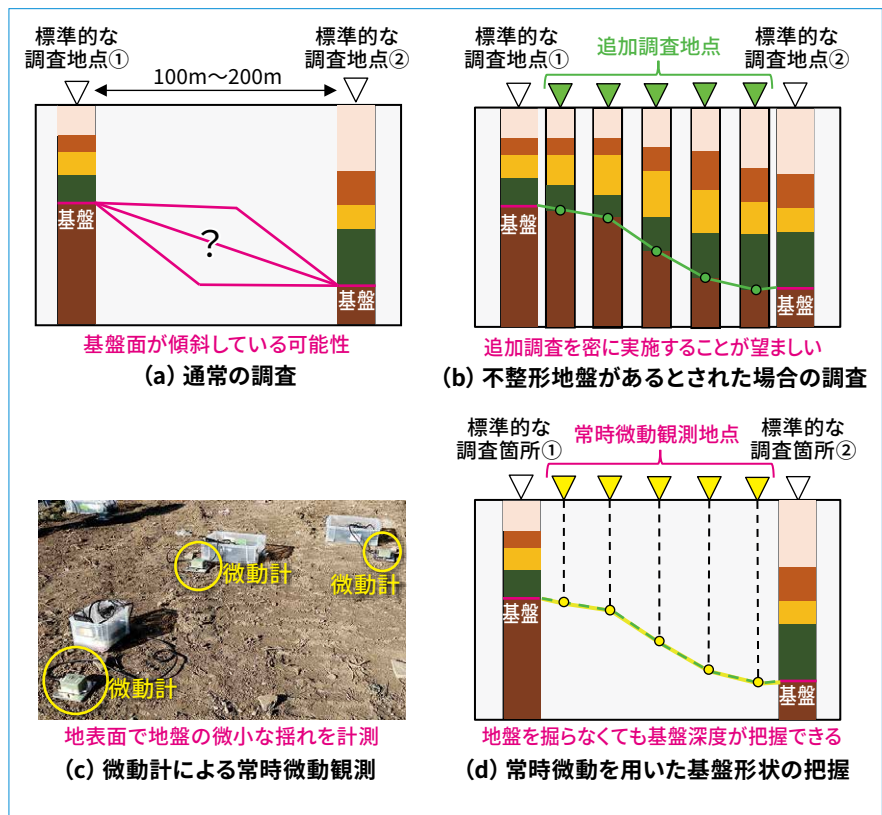 標準的な
調査地点①
標準的な
調査地点②
100m～200m
基盤
?
基盤
基盤面が傾斜している可能性
(a) 通常の調査
標準的な
調査地点①
追加調査地点
標準的な
調査地点②
基盤
基盤
追加調査を密に実施することが望ましい
(b) 不整形地盤があるとされた場合の調査
微動計
微動計
微動計
地表面で地盤の微小な揺れを計測
(c) 微動計による常時微動観測
標準的な
調査箇所①
常時微動観測地点
標準的な
調査箇所②
基盤
基盤
地盤を掘らなくても基盤深度が把握できる
(d) 常時微動を用いた基盤形状の把握